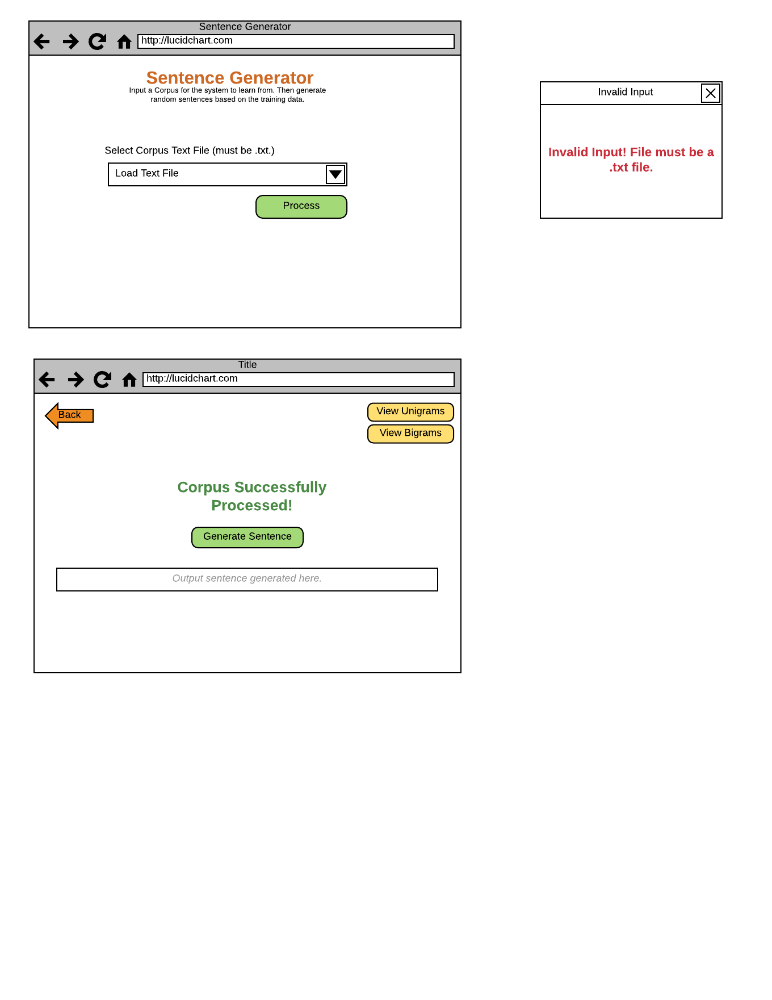 Sentence Generator
http://lucidchart.com
Sentence Generator
Input a Corpus for the system to learn from. Then generate
random sentences based on the training data.
Select Corpus Text File (must be .txt.)
Load Text File
Process
Invalid Input
Invalid Input! File must be a
.txt file.
Title
http://lucidchart.com
Back
View Unigrams
View Bigrams
Corpus Successfully
Processed!
Generate Sentence
Output sentence generated here.